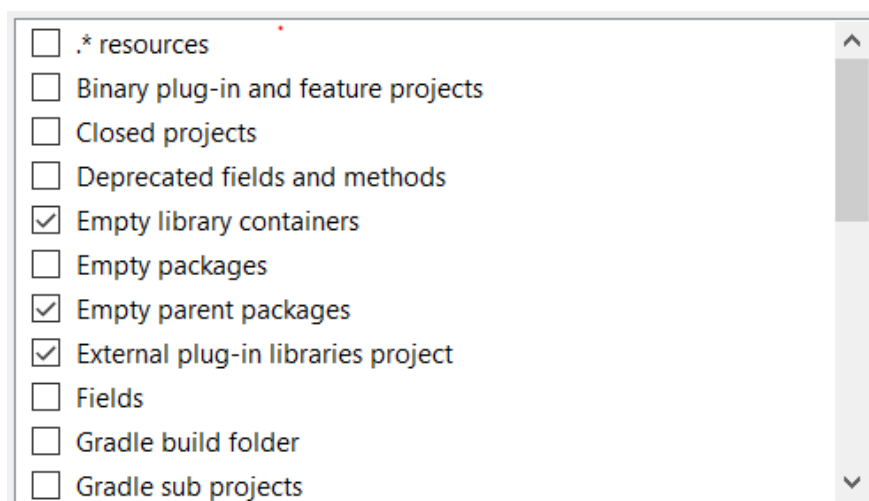 .* resources
Binary plug-in and feature projects
Closed projects
Deprecated fields and methods
Empty library containers
Empty packages
Empty parent packages
External plug-in libraries project
Fields
Gradle build folder
Gradle sub projects